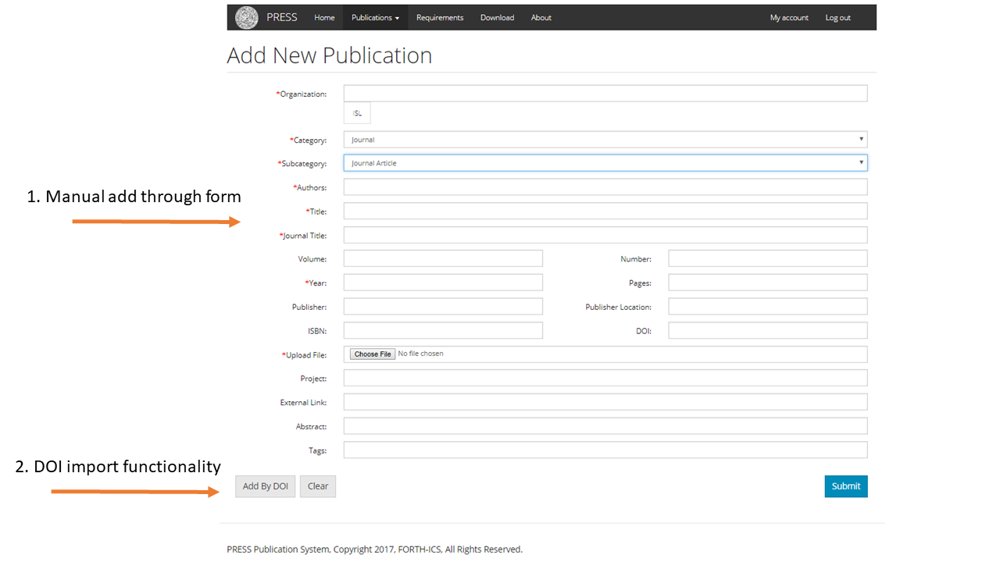 PRESS Home Publications Requirements Download About My account Log out
Add New Publication
*Organization:
ISL
*Category: Journal
*Subcategory: Journal Article
1. Manual add through form
*Authors:
*Title:
*Journal Title:
Volume: Number:
*Year: Pages:
Publisher: Publisher Location:
ISBN: DOI:
*Upload File: Choose File No file chosen
Project:
External Link:
Abstract:
Tags:
2. DOI import functionality
Add By DOI Clear Submit
PRESS Publication System, Copyright 2017, FORTH-ICS, All Rights Reserved.